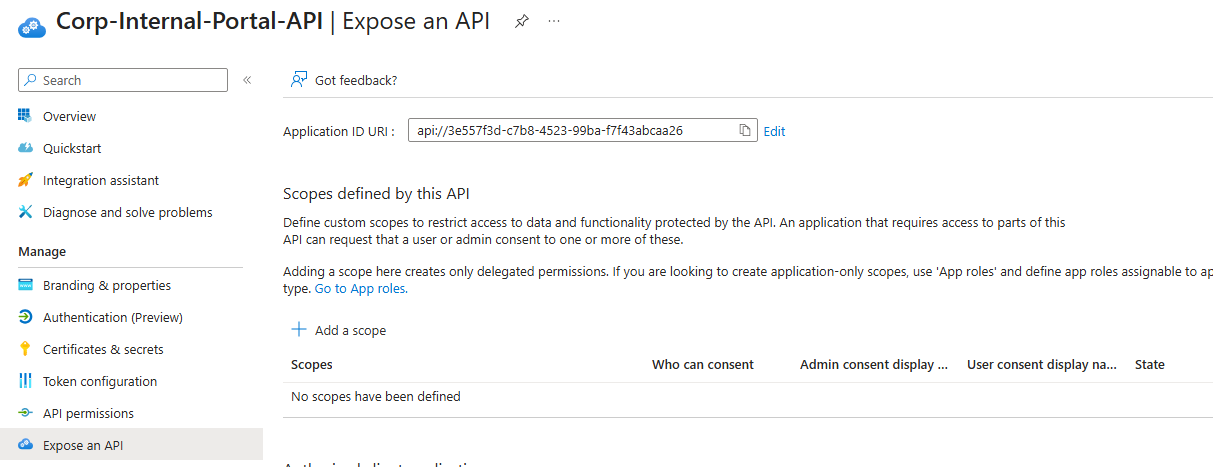 Corp-Internal-Portal-API | Expose an API
Search
Got feedback?
Overview
Quickstart
Integration assistant
Diagnose and solve problems
Manage
Branding & properties
Authentication (Preview)
Certificates & secrets
Token configuration
API permissions
Expose an API
Application ID URI :
api://3e557f3d-c7b8-4523-99ba-f7f43abcaa26
Edit
Scopes defined by this API
Define custom scopes to restrict access to data and functionality protected by the API. An application that requires access to parts of this
API can request that a user or admin consent to one or more of these.
Adding a scope here creates only delegated permissions. If you are looking to create application-only scopes, use 'App roles' and define app roles assignable to ap
type. Go to App roles.
Add a scope
Scopes Who can consent Admin consent display ... User consent display na... State
No scopes have been defined